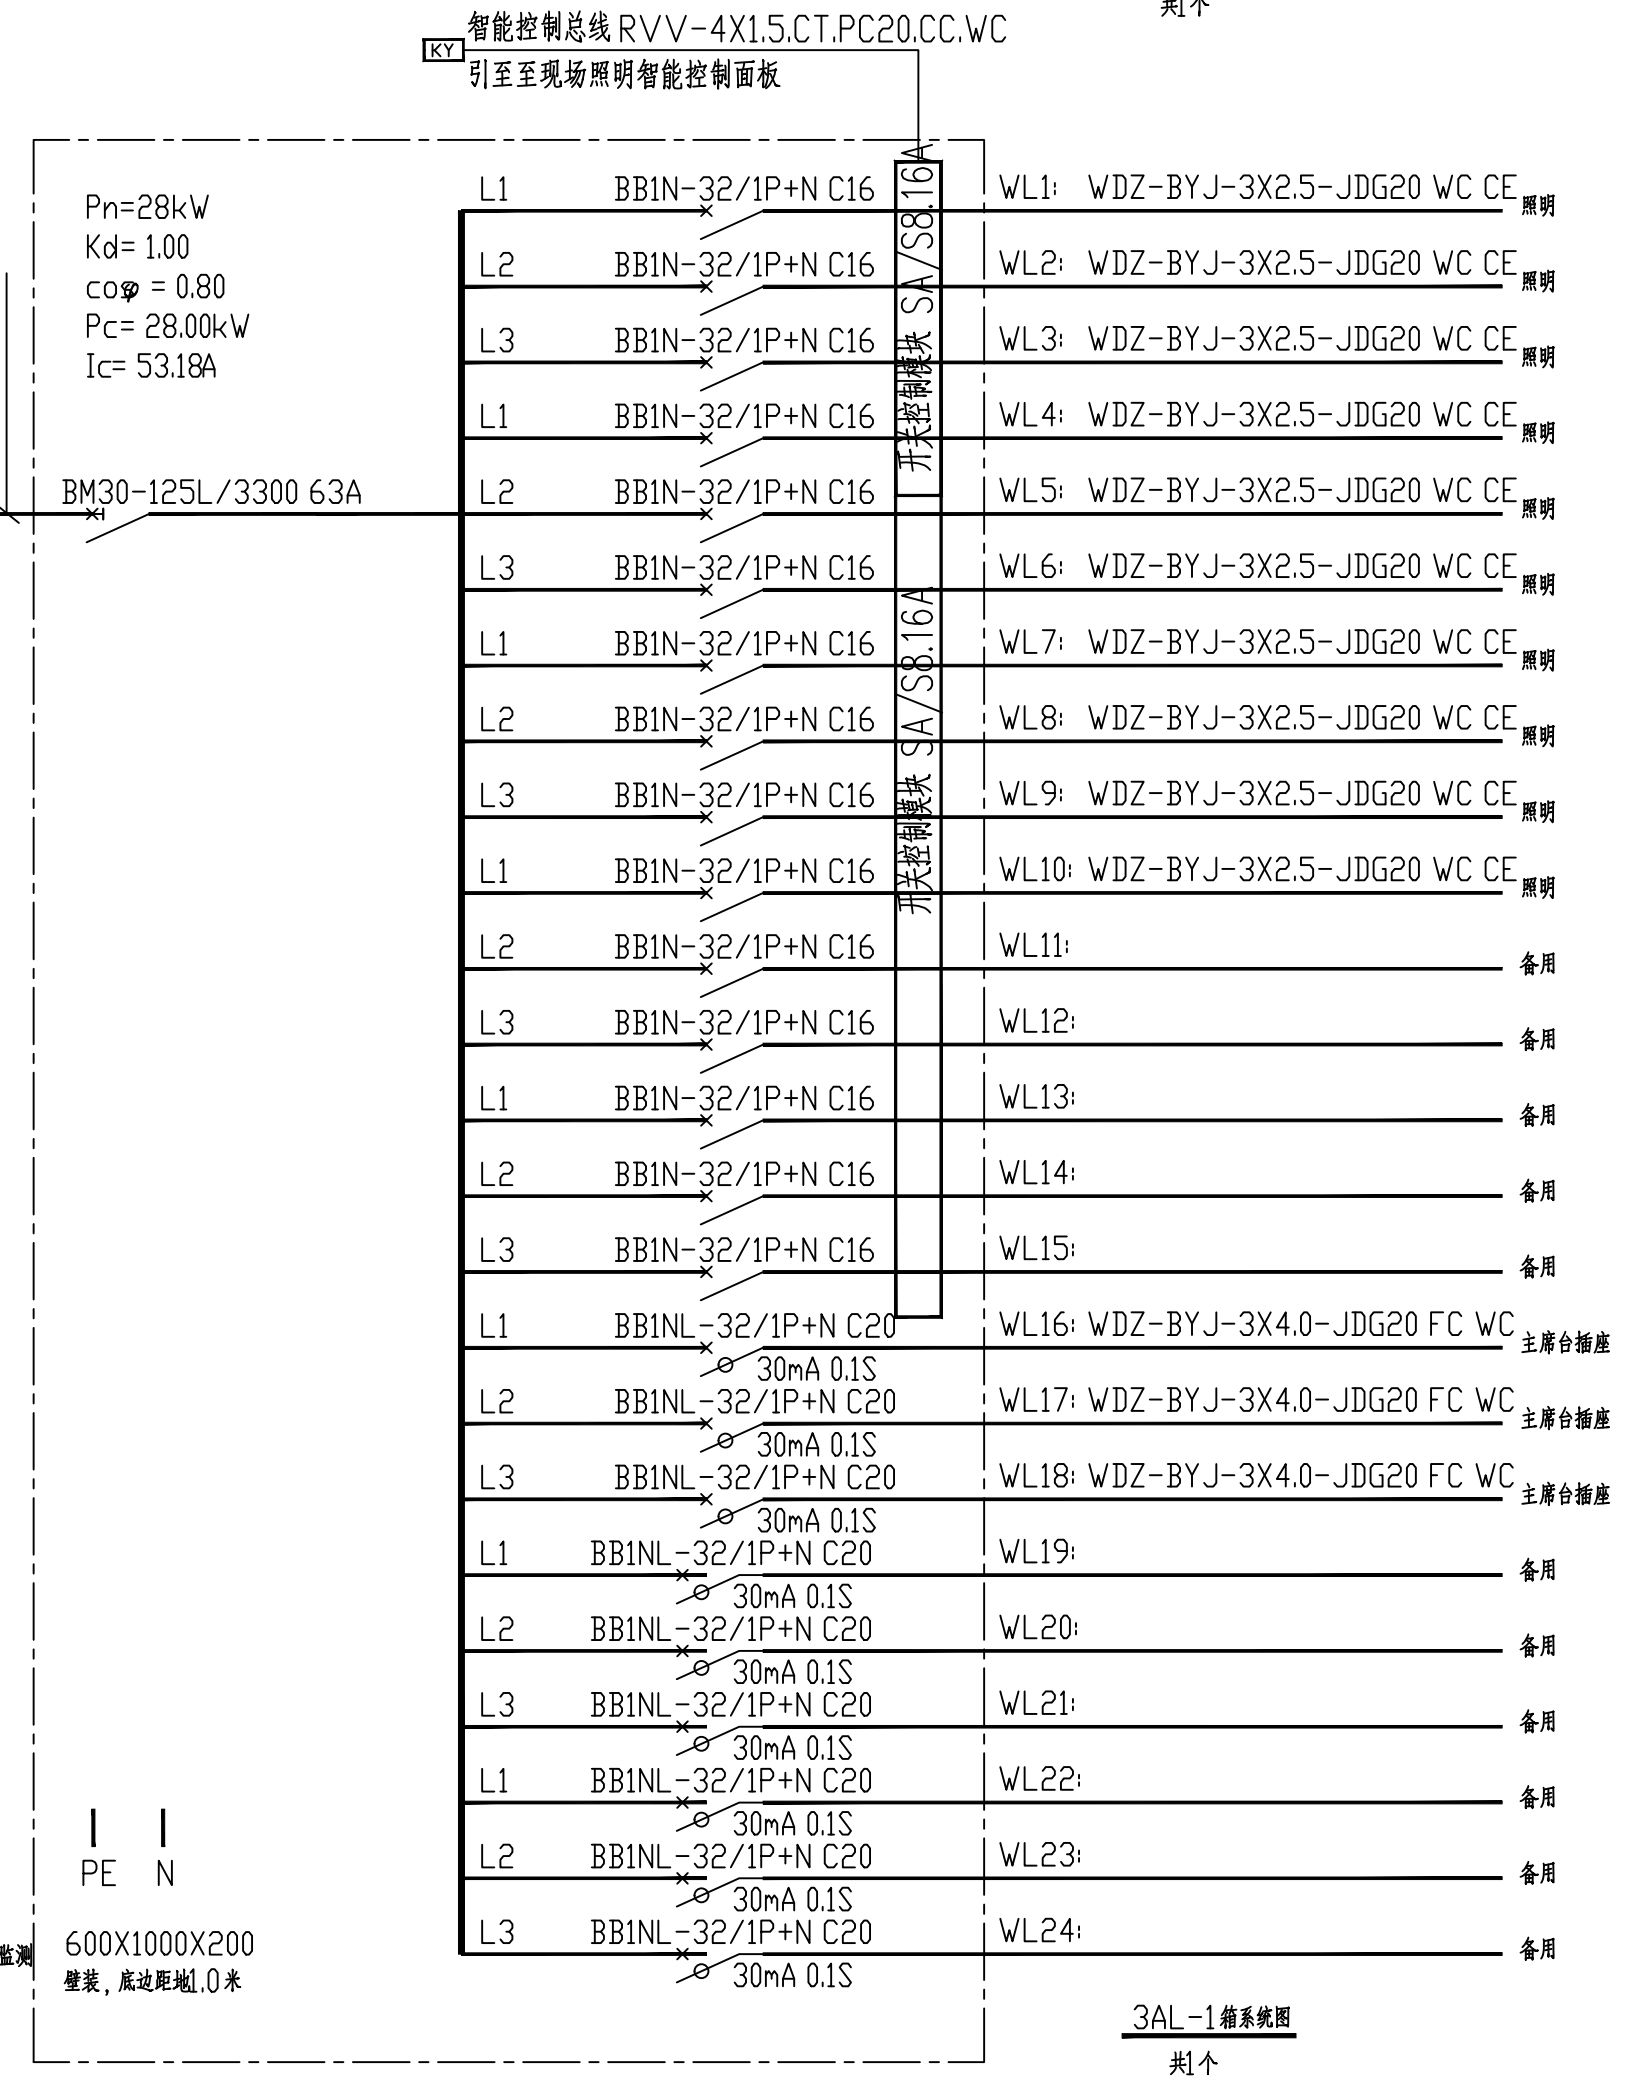 共1个
智能控制总线 RVV-4X1.5.CT.PC20.CC.WC
KY
引至至现场照明智能控制面板
Pn=28kW
Kd= 1.00
cosφ = 0.80
Pc= 28.00kW
Ic= 53.18A
BM30-125L/3300 63A
开关控制模块 SA/S8.16A
开关控制模块 SA/S8.16A
L1 BB1N-32/1P+N C16 WL1: WDZ-BYJ-3X2.5-JDG20 WC CE 照明
L2 BB1N-32/1P+N C16 WL2: WDZ-BYJ-3X2.5-JDG20 WC CE 照明
L3 BB1N-32/1P+N C16 WL3: WDZ-BYJ-3X2.5-JDG20 WC CE 照明
L1 BB1N-32/1P+N C16 WL4: WDZ-BYJ-3X2.5-JDG20 WC CE 照明
L2 BB1N-32/1P+N C16 WL5: WDZ-BYJ-3X2.5-JDG20 WC CE 照明
L3 BB1N-32/1P+N C16 WL6: WDZ-BYJ-3X2.5-JDG20 WC CE 照明
L1 BB1N-32/1P+N C16 WL7: WDZ-BYJ-3X2.5-JDG20 WC CE 照明
L2 BB1N-32/1P+N C16 WL8: WDZ-BYJ-3X2.5-JDG20 WC CE 照明
L3 BB1N-32/1P+N C16 WL9: WDZ-BYJ-3X2.5-JDG20 WC CE 照明
L1 BB1N-32/1P+N C16 WL10: WDZ-BYJ-3X2.5-JDG20 WC CE 照明
L2 BB1N-32/1P+N C16 WL11: 备用
L3 BB1N-32/1P+N C16 WL12: 备用
L1 BB1N-32/1P+N C16 WL13: 备用
L2 BB1N-32/1P+N C16 WL14: 备用
L3 BB1N-32/1P+N C16 WL15: 备用
L1 BB1NL-32/1P+N C20 WL16: WDZ-BYJ-3X4.0-JDG20 FC WC 主席台插座
30mA 0.1S
L2 BB1NL-32/1P+N C20 WL17: WDZ-BYJ-3X4.0-JDG20 FC WC 主席台插座
30mA 0.1S
L3 BB1NL-32/1P+N C20 WL18: WDZ-BYJ-3X4.0-JDG20 FC WC 主席台插座
30mA 0.1S
L1 BB1NL-32/1P+N C20 WL19: 备用
30mA 0.1S
L2 BB1NL-32/1P+N C20 WL20: 备用
30mA 0.1S
L3 BB1NL-32/1P+N C20 WL21: 备用
30mA 0.1S
L1 BB1NL-32/1P+N C20 WL22: 备用
30mA 0.1S
L2 BB1NL-32/1P+N C20 WL23: 备用
30mA 0.1S
L3 BB1NL-32/1P+N C20 WL24: 备用
30mA 0.1S
PE N
监测
600X1000X200
壁装, 底边距地1.0米
3AL-1箱系统图
共1个